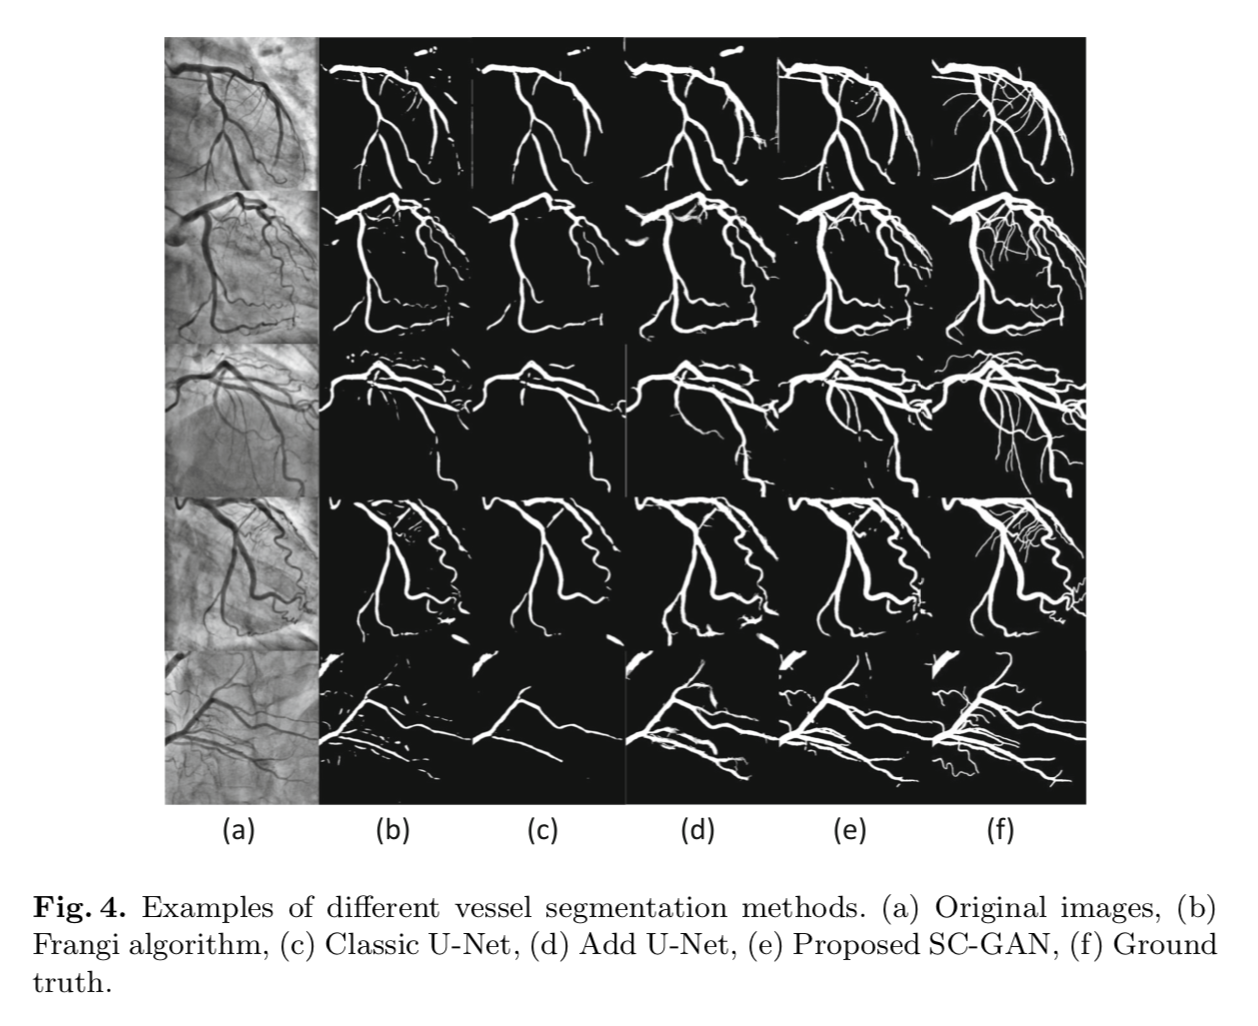 (a) (b) (c) (d) (e) (f)
Fig. 4. Examples of different vessel segmentation methods. (a) Original images, (b)
Frangi algorithm, (c) Classic U-Net, (d) Add U-Net, (e) Proposed SC-GAN, (f) Ground
truth.